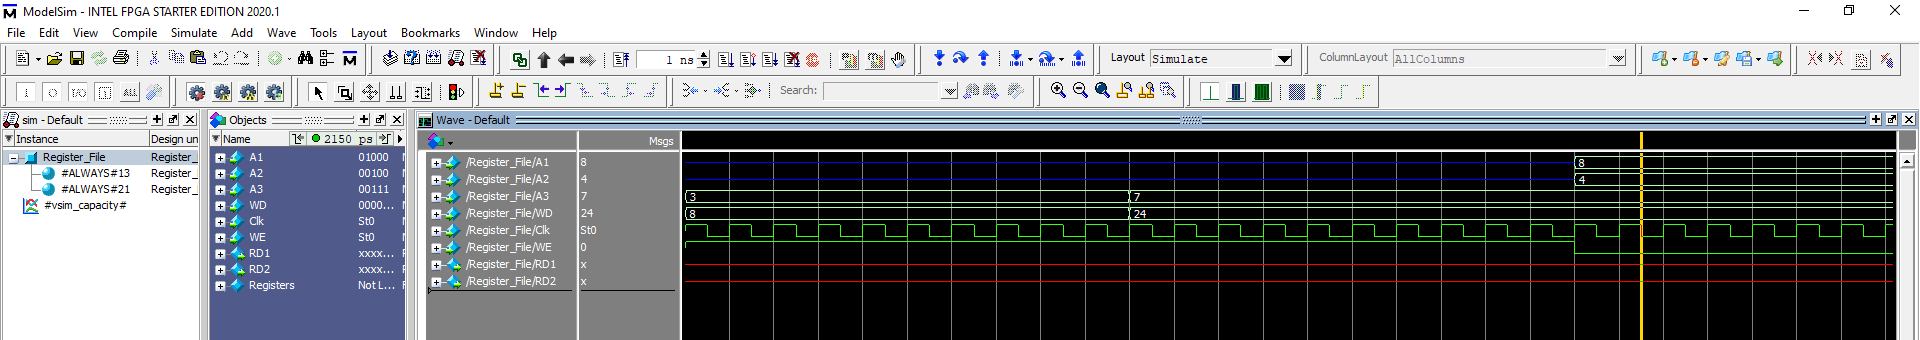 ModelSim - INTEL FPGA STARTER EDITION 2020.1
File Edit View Compile Simulate Add Wave Tools Layout Bookmarks Window Help
1 ns Layout Simulate ColumnLayout AllColumns
ALL Search:
sim - Default
Instance Design un
Register_File Register_
#ALWAYS#13 Register_
#ALWAYS#21 Register_
#vsim_capacity#
Objects
Name 2150 ps
A1 01000
A2 00100
A3 00111
WD 0000...
Clk St0
WE St0
RD1 xxxx...
RD2 xxxx...
Registers Not L...
Wave - Default
Msgs
/Register_File/A1 8 8
/Register_File/A2 4 4
/Register_File/A3 7 3 7
/Register_File/WD 24 8 24
/Register_File/Clk St0
/Register_File/WE 0
/Register_File/RD1 x
/Register_File/RD2 x